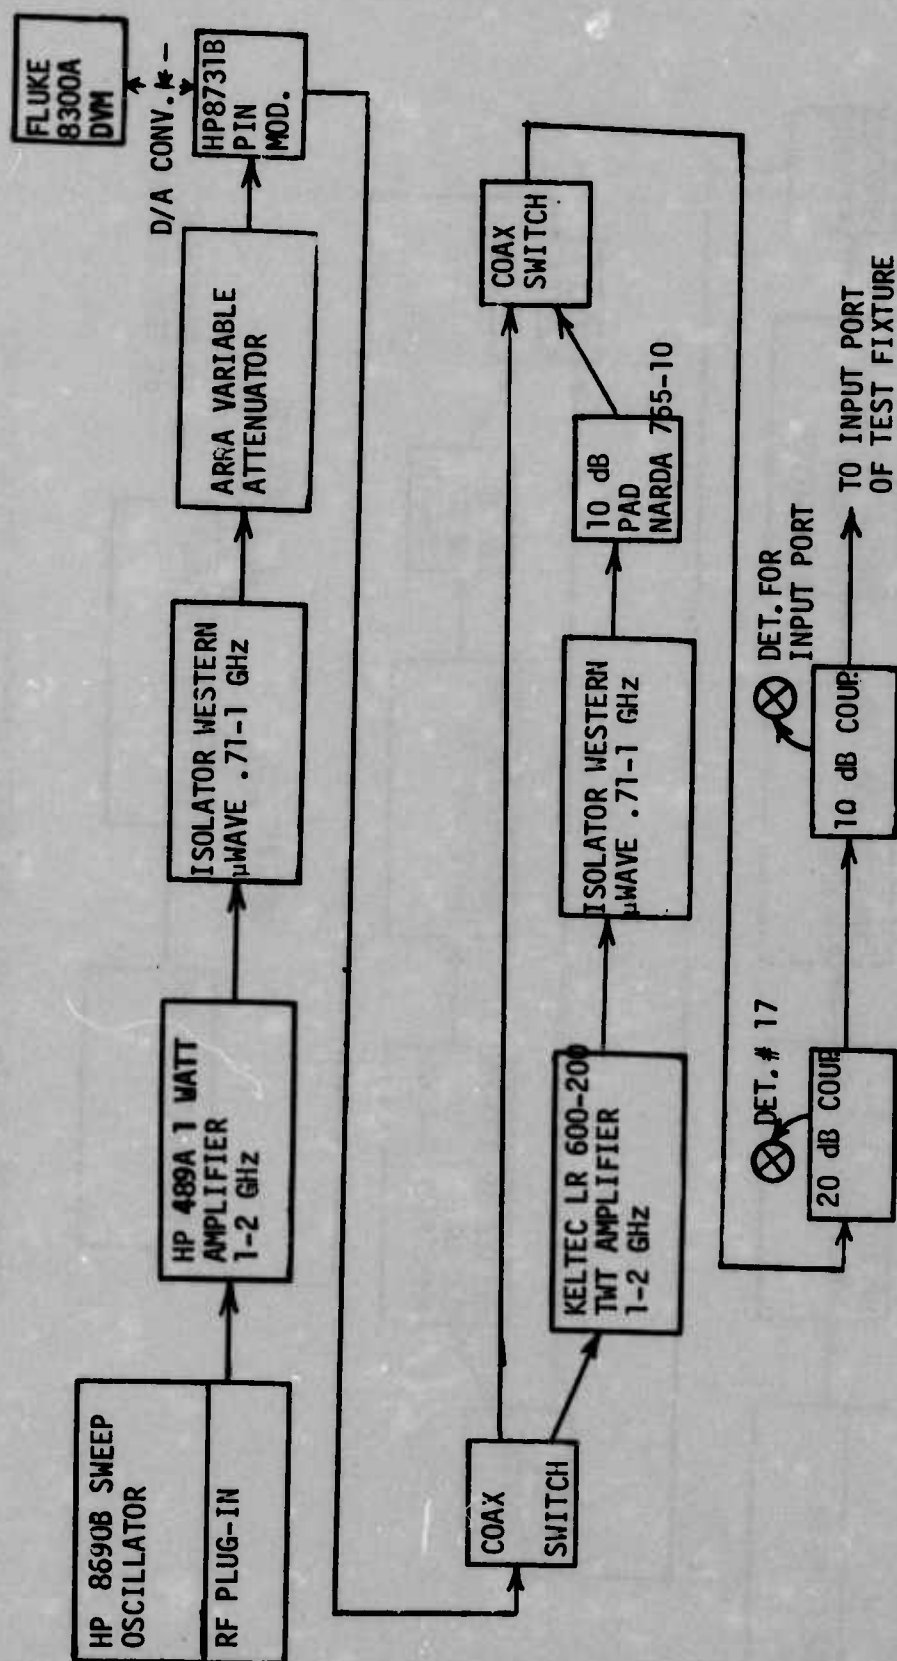 HP 8690B SWEEP
OSCILLATOR
RF PLUG-IN
HP 489A 1 WATT
AMPLIFIER
1-2 GHz
ISOLATOR WESTERN
µWAVE .71-1 GHz
ARRA VARIABLE
ATTENUATOR
D/A CONV.
HP8731B
PIN
MOD.
FLUKE
8300A
DVM
COAX
SWITCH
KELTEC LR 600-200
TWT AMPLIFIER
1-2 GHz
ISOLATOR WESTERN
µWAVE .71-1 GHz
10 dB
PAD
NARDA 765-10
COAX
SWITCH
DET.# 17
20 dB COUP.
DET.FOR
INPUT PORT
10 dB COUP.
TO INPUT PORT
OF TEST FIXTURE